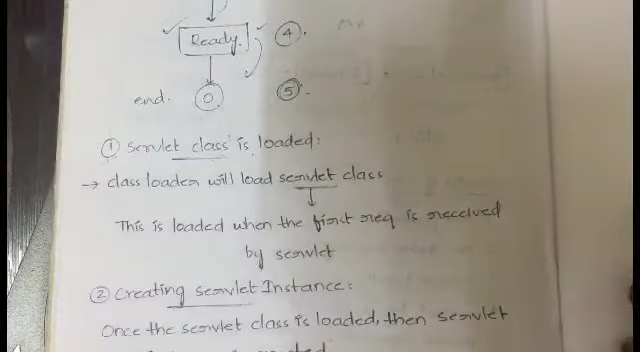 Ready. ④.
end. O ⑤.
① Servlet class is loaded:
→ class loader will load servlet class
This is loaded when the first req is received
by servlet
② Creating servlet Instance:
Once the servlet class is loaded, then servlet